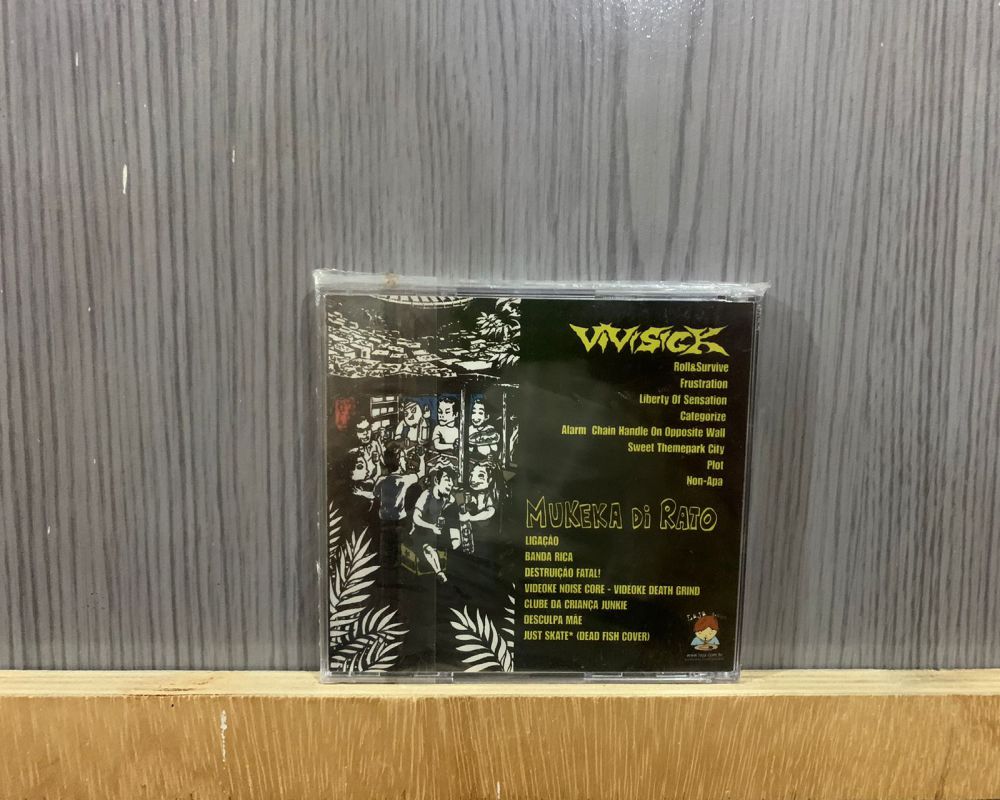 ViViSiCK
Roll&Survive
Frustration
Liberty Of Sensation
Categorize
Alarm Chain Handle On Opposite Wall
Sweet Themepark City
Plot
Non-Apa
MUKEKA Di RATO
LIGAÇÃO
BANDA RICA
DESTRUIÇÃO FATAL!
VIDEOKE NOISE CORE - VIDEOKE DEATH GRIND
CLUBE DA CRIANÇA JUNKIE
DESCULPA MÃE
JUST SKATE* (DEAD FISH COVER)